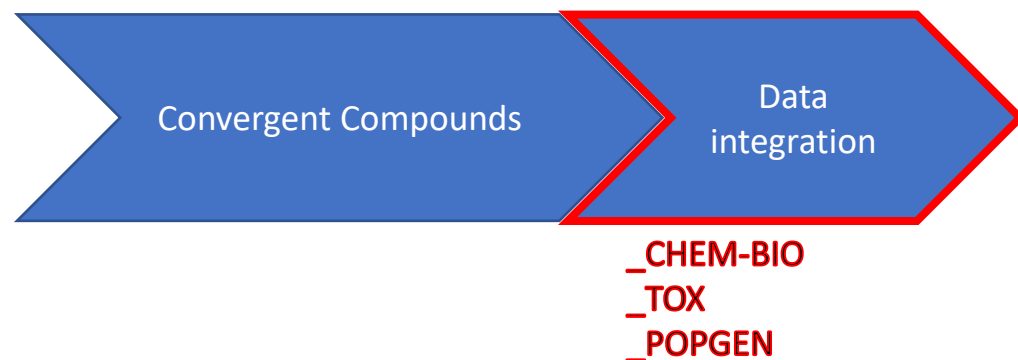 Convergent Compounds
Data
integration
_CHEM-BIO
_TOX
_POPGEN